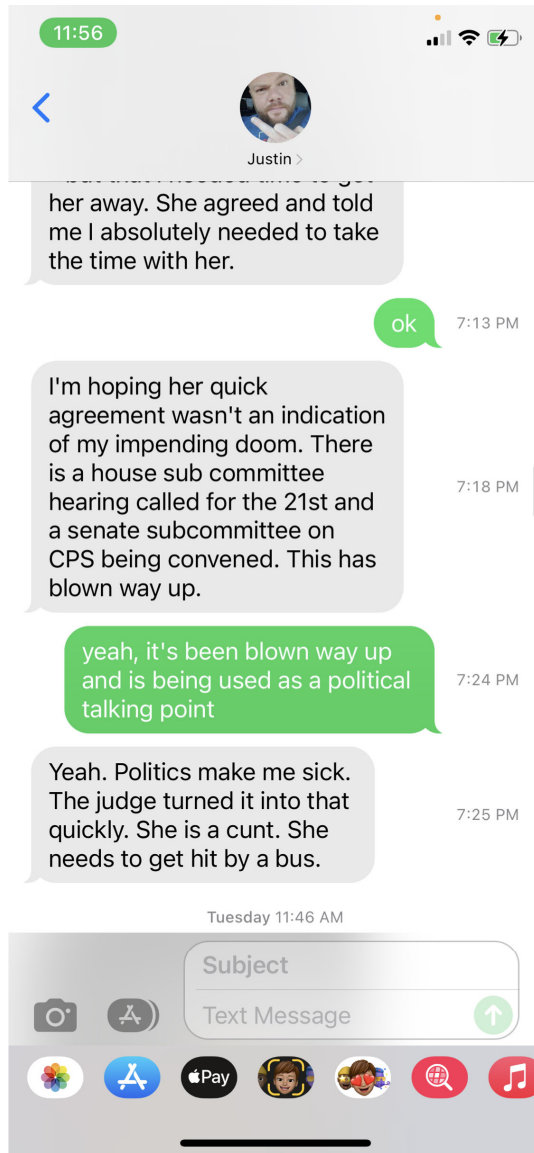 11:56
Justin
her away. She agreed and told
me I absolutely needed to take
the time with her.
ok
7:13 PM
I'm hoping her quick
agreement wasn't an indication
of my impending doom. There
is a house sub committee
hearing called for the 21st and
a senate subcommittee on
CPS being convened. This has
blown way up.
7:18 PM
yeah, it's been blown way up
and is being used as a political
talking point
7:24 PM
Yeah. Politics make me sick.
The judge turned it into that
quickly. She is a cunt. She
needs to get hit by a bus.
7:25 PM
Tuesday 11:46 AM
Subject
Text Message
Pay